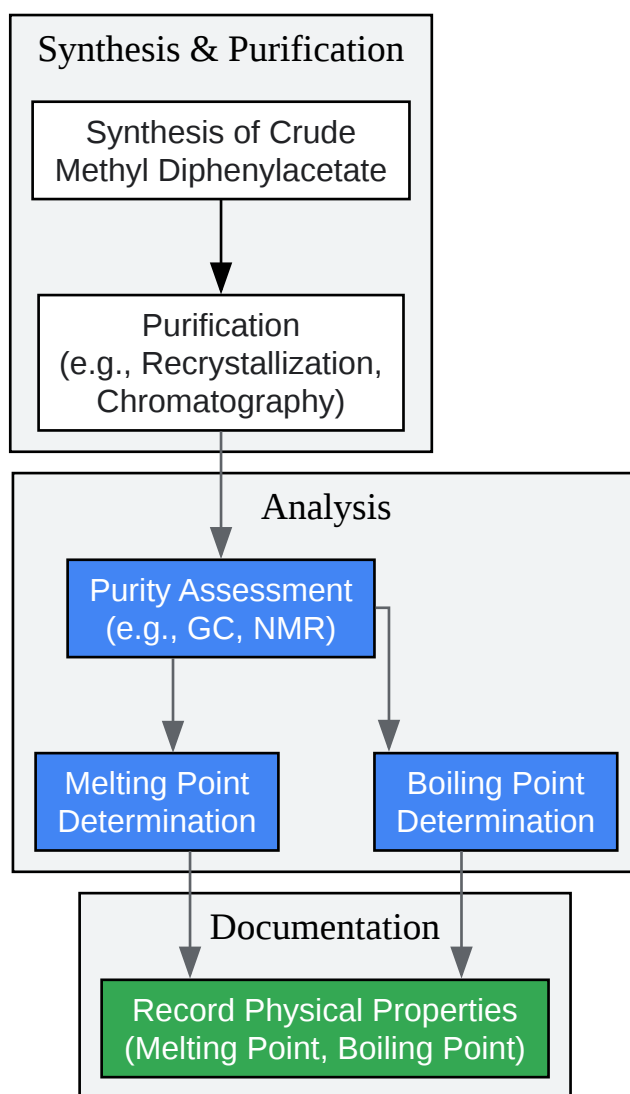 Synthesis & Purification
Synthesis of Crude
Methyl Diphenylacetate
Purification
(e.g., Recrystallization,
Chromatography)
Analysis
Purity Assessment
(e.g., GC, NMR)
Melting Point
Determination
Boiling Point
Determination
Documentation
Record Physical Properties
(Melting Point, Boiling Point)